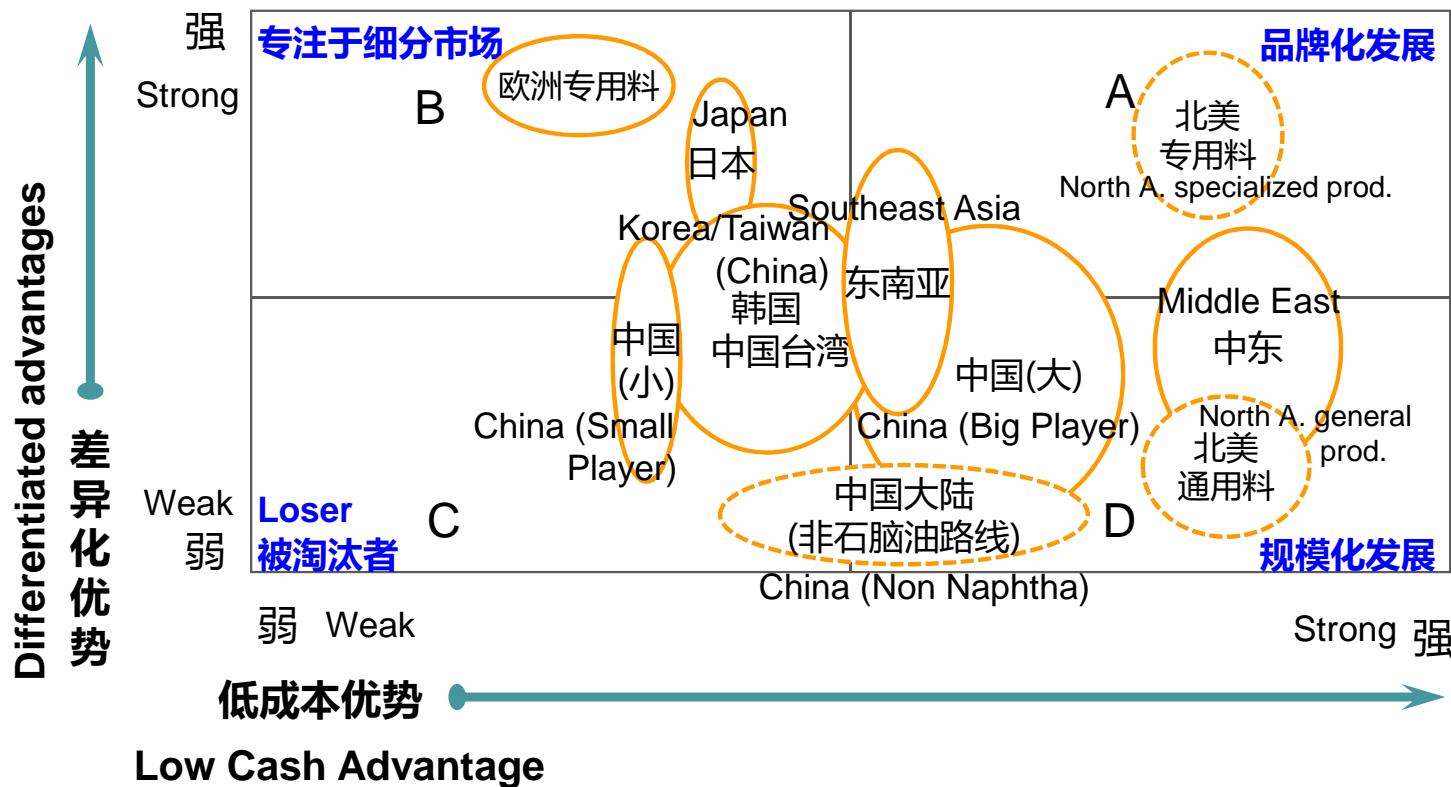 强
Strong
专注于细分市场
品牌化发展
B
欧洲专用料
A
北美
专用料
North A. specialized prod.
Japan
日本
Southeast Asia
东南亚
Korea/Taiwan
(China)
韩国
中国台湾
Middle East
中东
中国
(小)
China (Small
Player)
中国(大)
China (Big Player)
North A. general
prod.
北美
通用料
Differentiated advantages
差异化优势
Weak
弱
Loser
被淘汰者
C
中国大陆
(非石脑油路线)
China (Non Naphtha)
D
规模化发展
弱 Weak
Strong 强
低成本优势
Low Cash Advantage